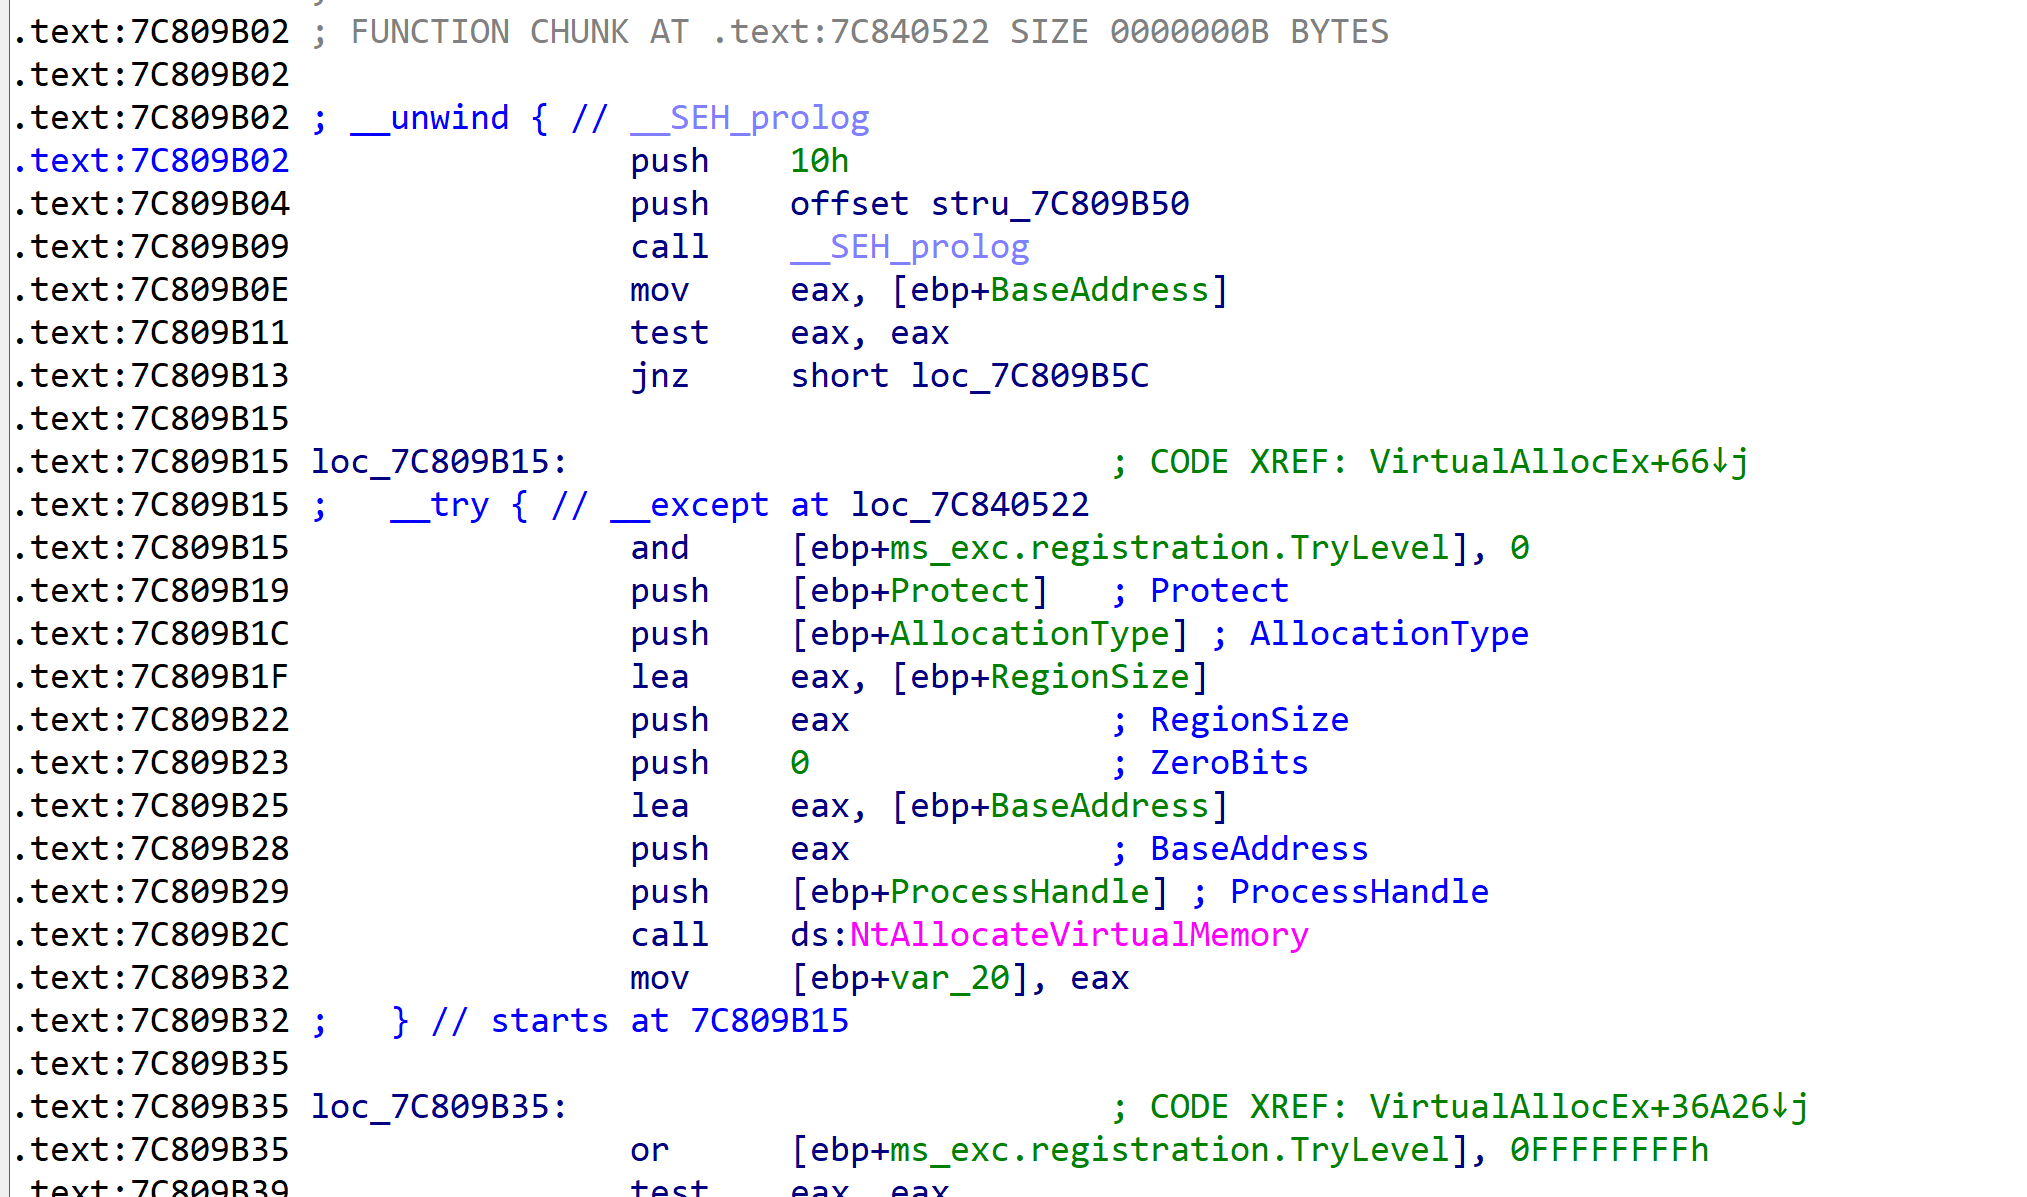 .text:7C809B02 ; FUNCTION CHUNK AT .text:7C840522 SIZE 0000000B BYTES
.text:7C809B02
.text:7C809B02 ; __unwind { // __SEH_prolog
.text:7C809B02 push 10h
.text:7C809B04 push offset stru_7C809B50
.text:7C809B09 call __SEH_prolog
.text:7C809B0E mov eax, [ebp+BaseAddress]
.text:7C809B11 test eax, eax
.text:7C809B13 jnz short loc_7C809B5C
.text:7C809B15
.text:7C809B15 loc_7C809B15: ; CODE XREF: VirtualAllocEx+66↓j
.text:7C809B15 ; __try { // __except at loc_7C840522
.text:7C809B15 and [ebp+ms_exc.registration.TryLevel], 0
.text:7C809B19 push [ebp+Protect] ; Protect
.text:7C809B1C push [ebp+AllocationType] ; AllocationType
.text:7C809B1F lea eax, [ebp+RegionSize]
.text:7C809B22 push eax ; RegionSize
.text:7C809B23 push 0 ; ZeroBits
.text:7C809B25 lea eax, [ebp+BaseAddress]
.text:7C809B28 push eax ; BaseAddress
.text:7C809B29 push [ebp+ProcessHandle] ; ProcessHandle
.text:7C809B2C call ds:NtAllocateVirtualMemory
.text:7C809B32 mov [ebp+var_20], eax
.text:7C809B32 ; } // starts at 7C809B15
.text:7C809B35
.text:7C809B35 loc_7C809B35: ; CODE XREF: VirtualAllocEx+36A26↓j
.text:7C809B35 or [ebp+ms_exc.registration.TryLevel], 0FFFFFFFFh
.text:7C809B39 test eax, eax